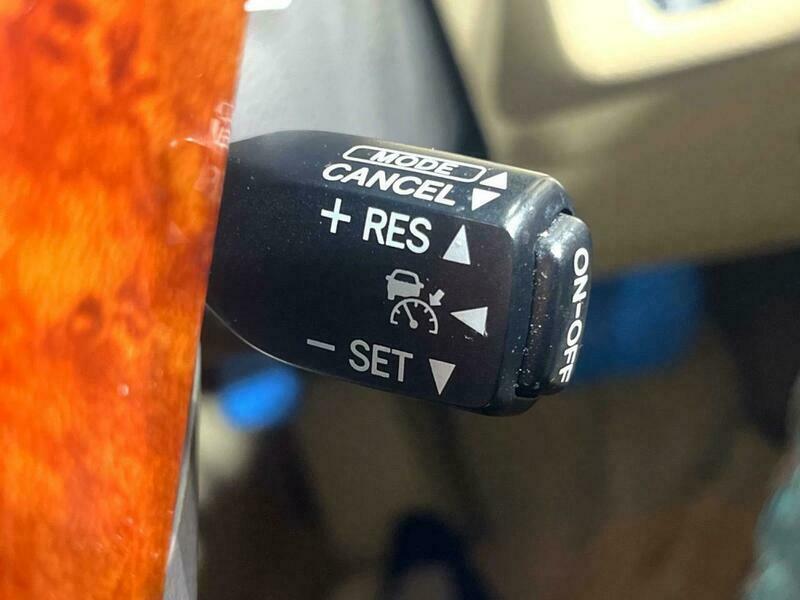 MODE
CANCEL
+ RES
- SET
ON-OFF